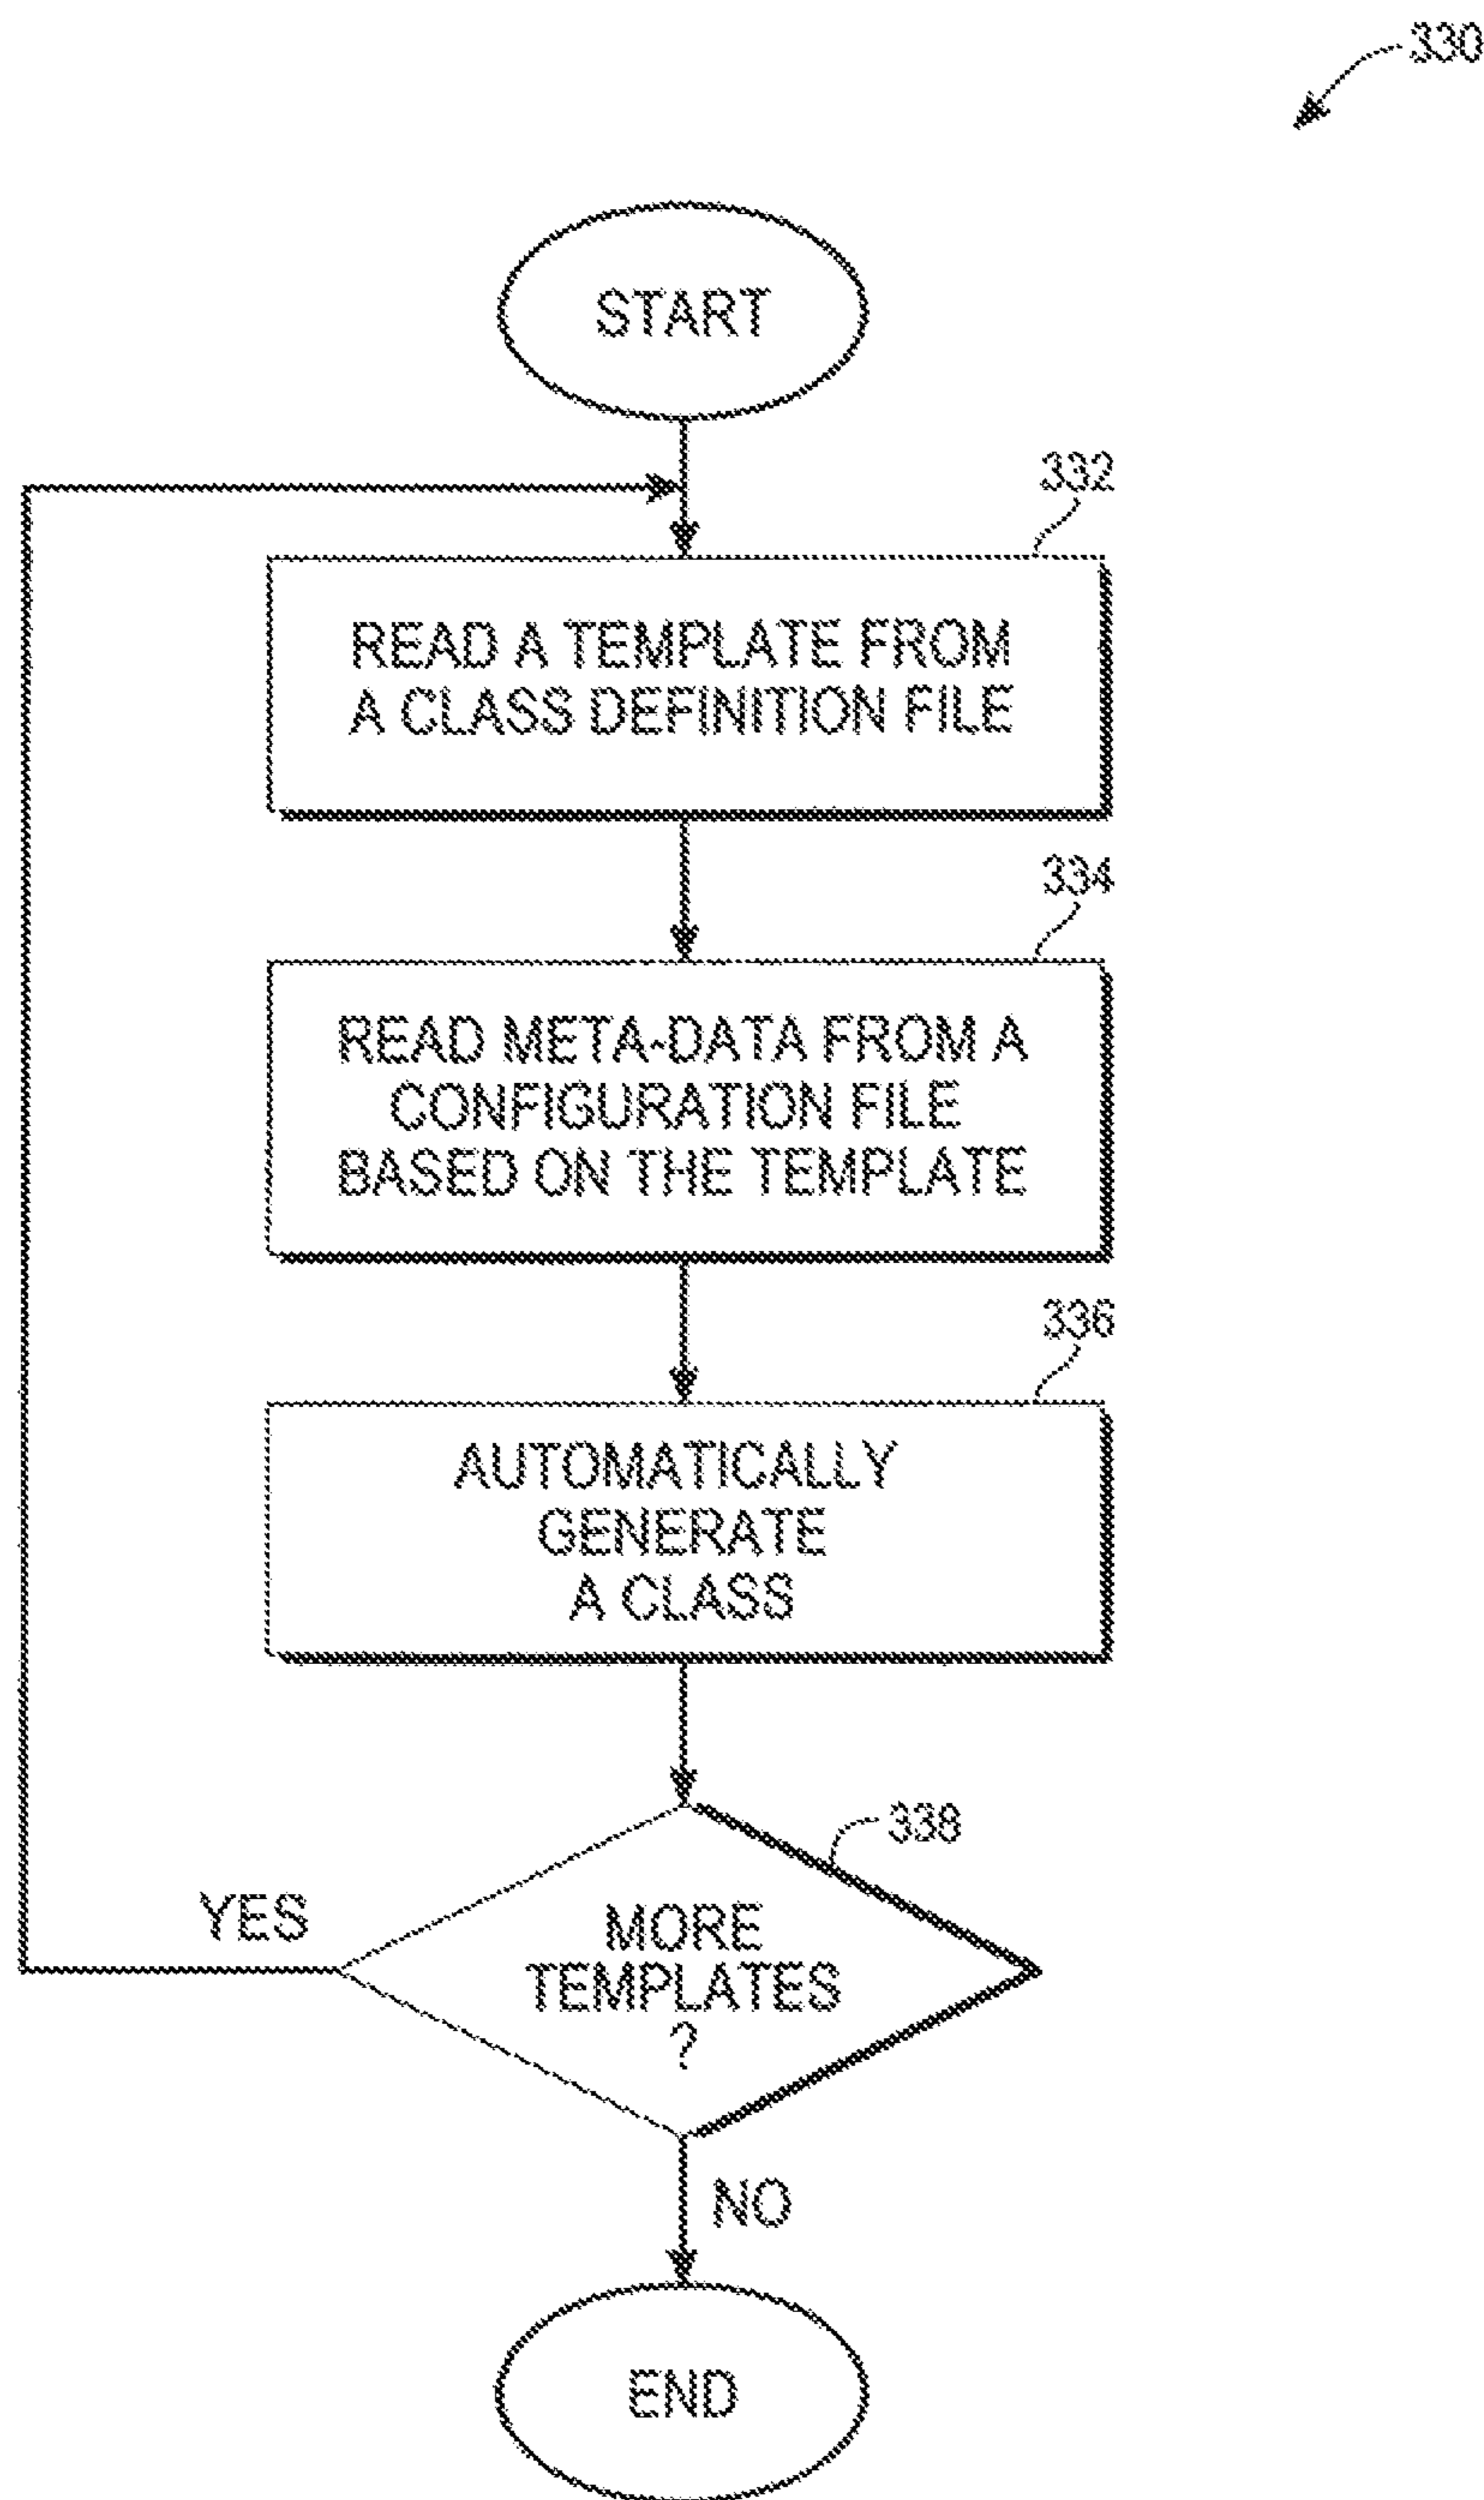 330
START
332
READ A TEMPLATE FROM
A CLASS DEFINITION FILE
334
READ META-DATA FROM A
CONFIGURATION FILE
BASED ON THE TEMPLATE
336
AUTOMATICALLY
GENERATE
A CLASS
338
YES
MORE
TEMPLATES
?
NO
END